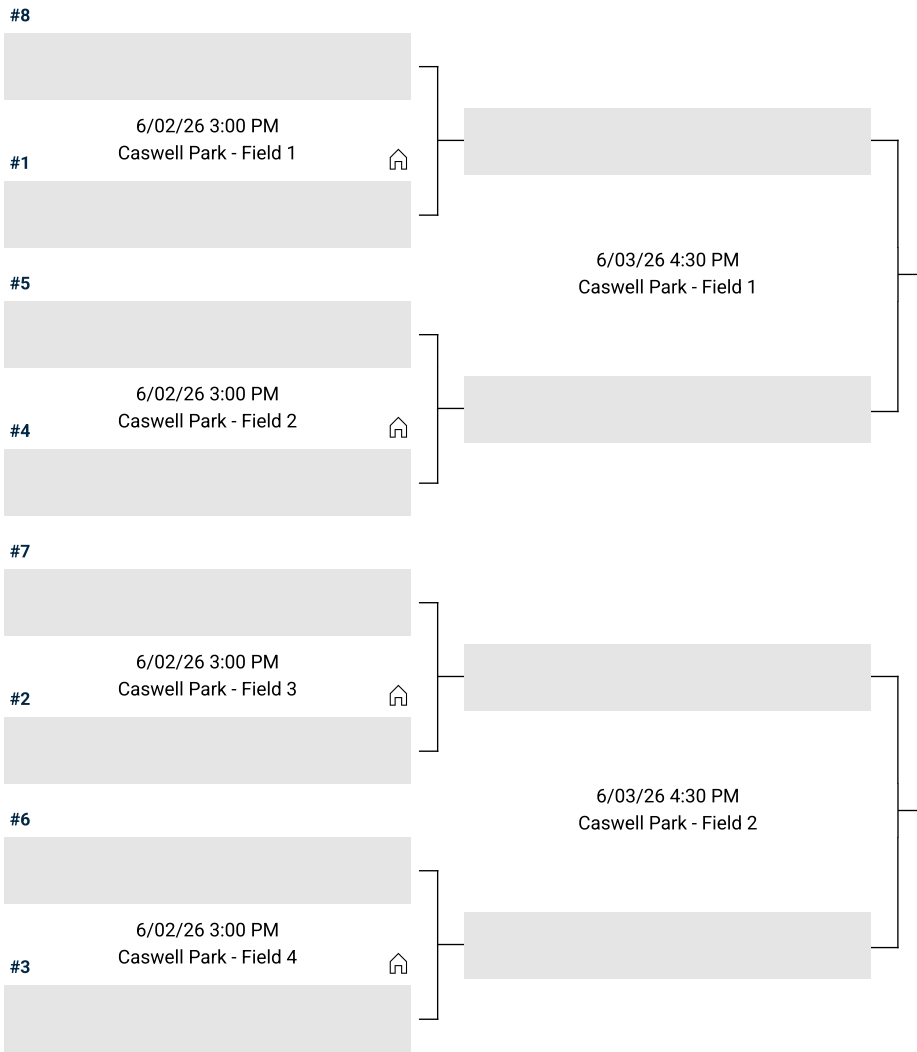 #8
6/02/26 3:00 PM
Caswell Park - Field 1
#1
#5
6/02/26 3:00 PM
Caswell Park - Field 2
#4
#7
6/02/26 3:00 PM
Caswell Park - Field 3
#2
#6
6/02/26 3:00 PM
Caswell Park - Field 4
#3
6/03/26 4:30 PM
Caswell Park - Field 1
6/03/26 4:30 PM
Caswell Park - Field 2